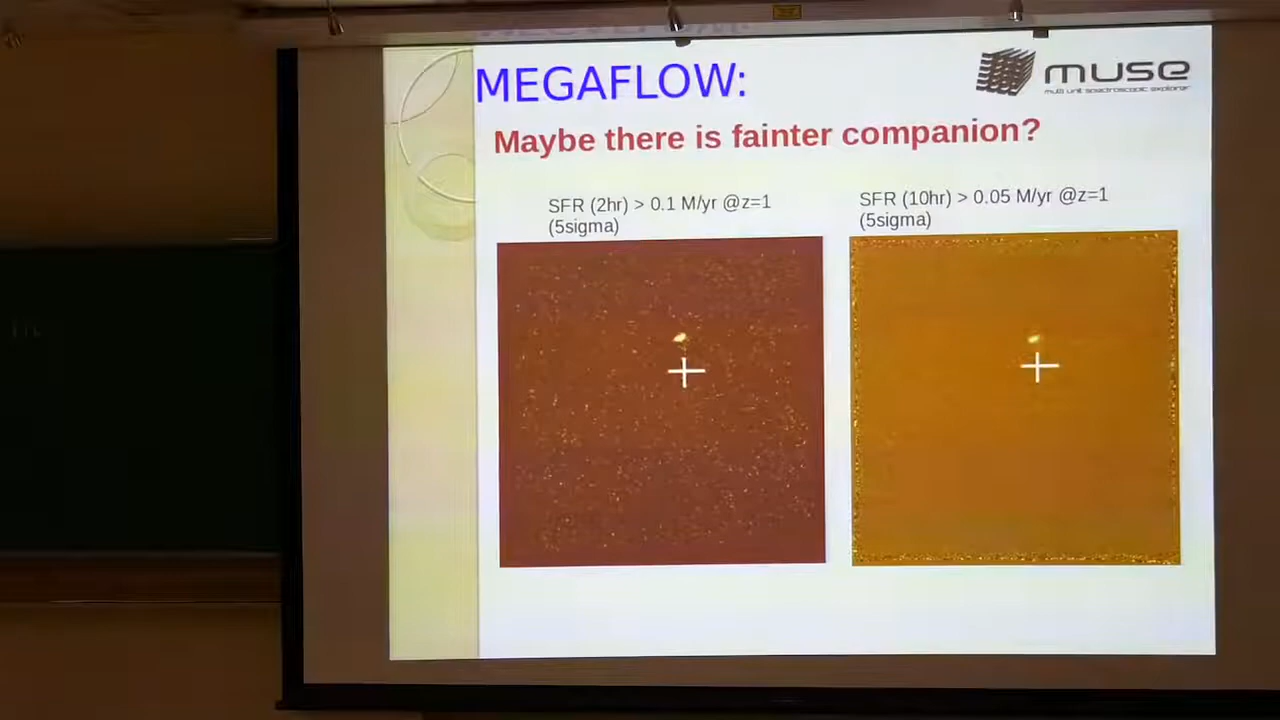 MEGAFLOW:
muse
multi unit spectroscopic explorer
Maybe there is fainter companion?
SFR (2hr) > 0.1 M/yr @z=1
(5sigma)
SFR (10hr) > 0.05 M/yr @z=1
(5sigma)